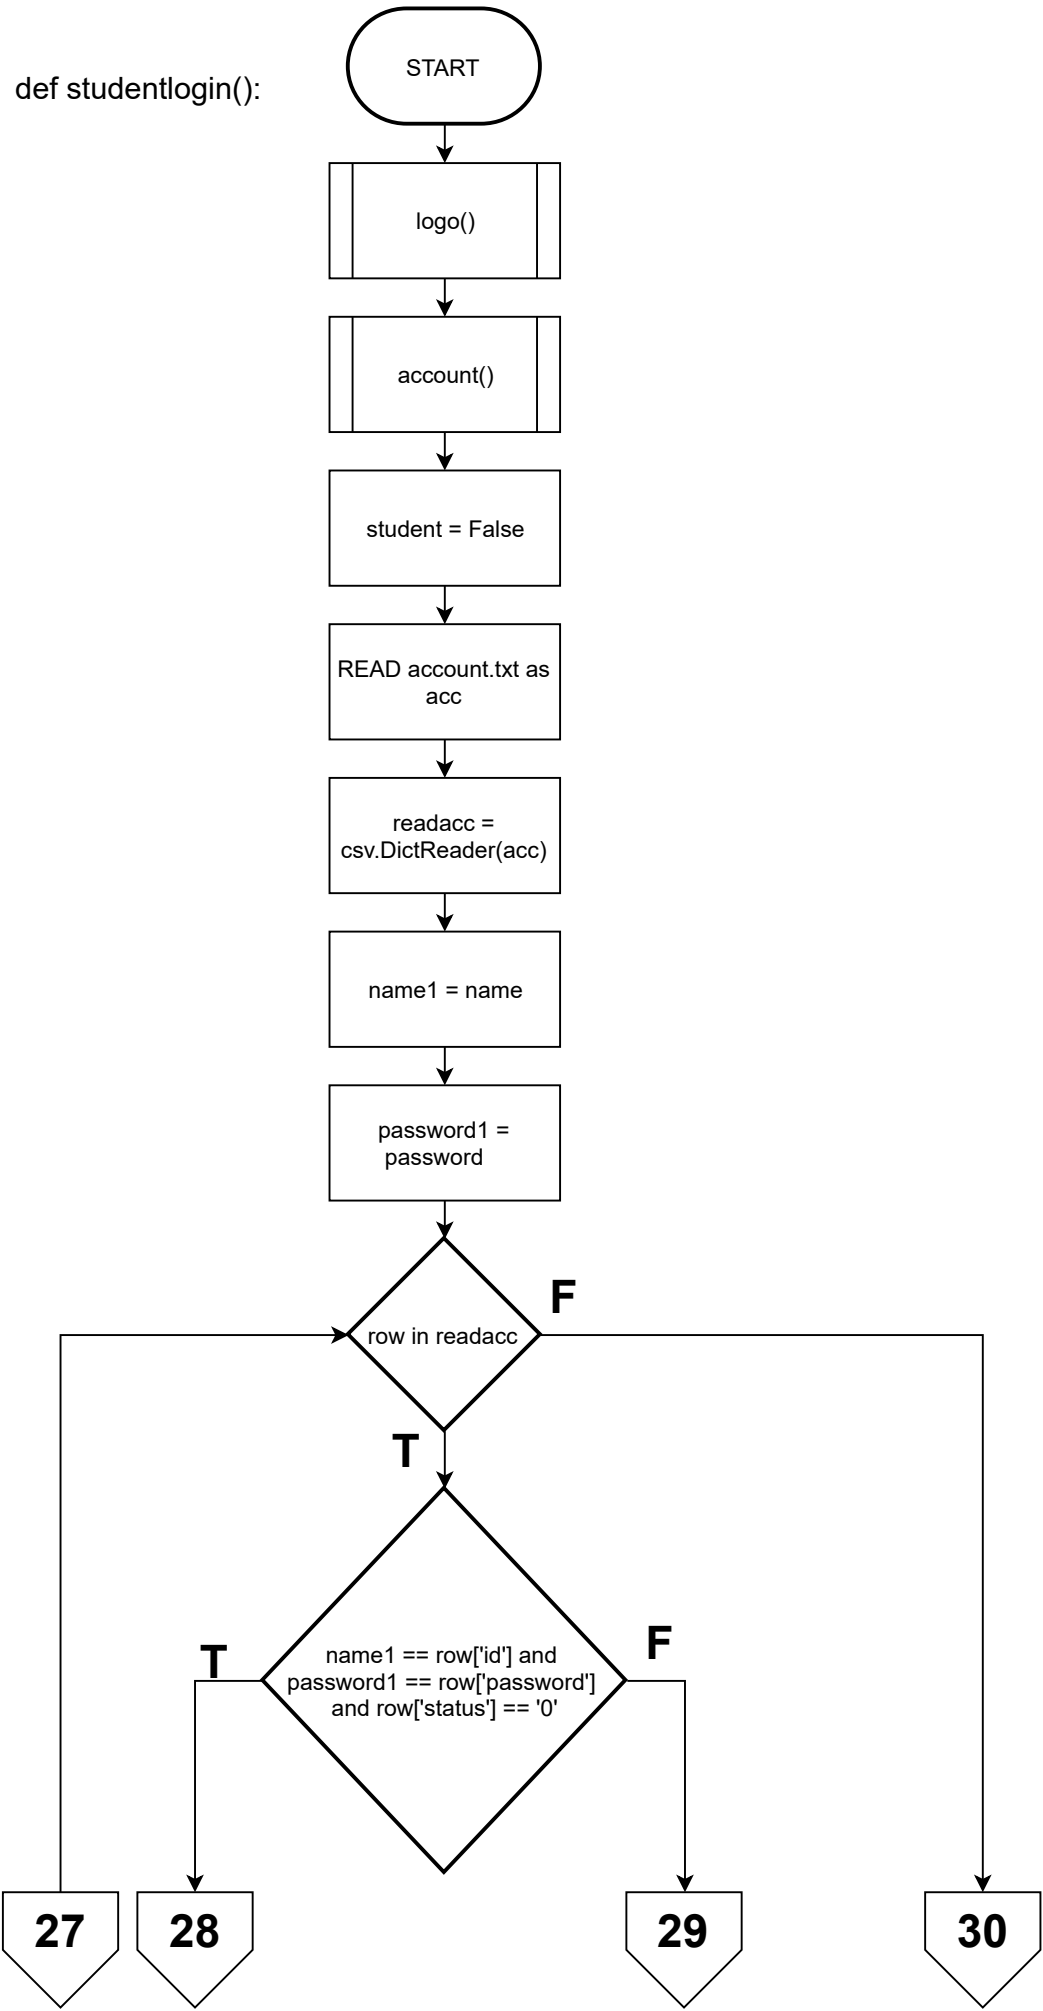 START
def studentlogin():
logo()
account()
student = False
READ account.txt as
acc
readacc =
csv.DictReader(acc)
name1 = name
password1 =
password
F
row in readacc
T
T
F
name1 == row['id'] and
password1 == row['password']
and row['status'] == '0'
27
28
29
30